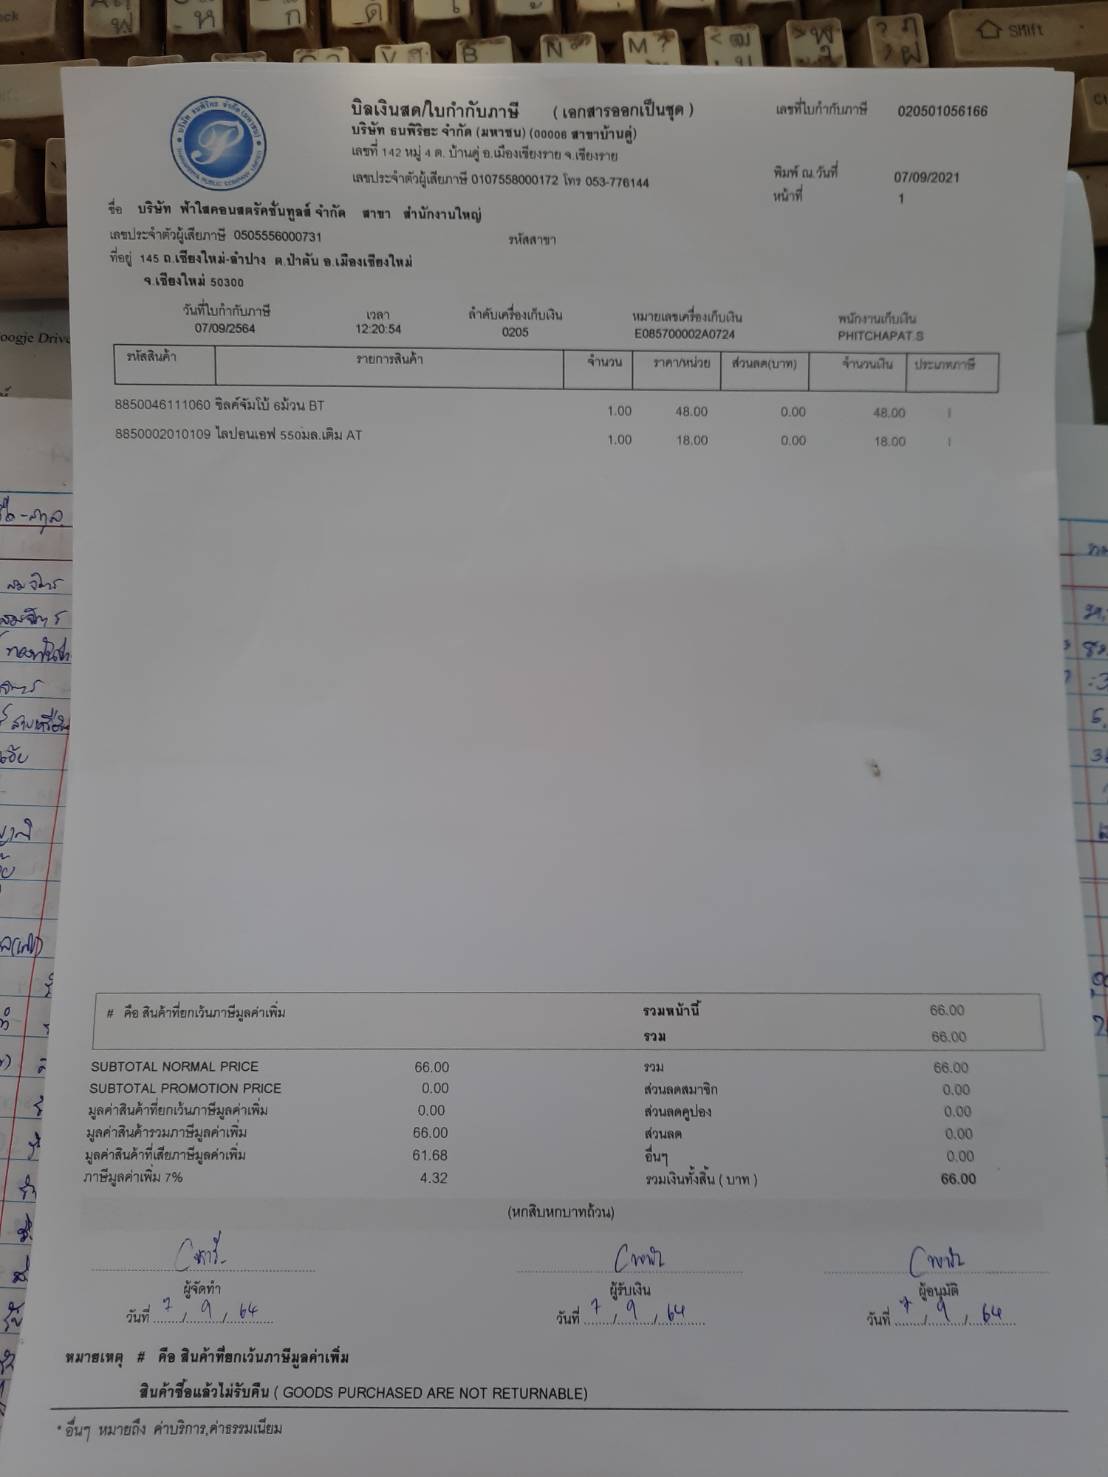 บิลเงินสด/ใบกำกับภาษี ( เอกสารออกเป็นชุด ) เลขที่ใบกำกับภาษี 020501056166
บริษัท ธนพิริยะ จำกัด (มหาชน) (00006 สาขาบ้านดู่)
เลขที่ 142 หมู่ 4 ต. บ้านดู่ อ.เมืองเชียงราย จ.เชียงราย
เลขประจำตัวผู้เสียภาษี 0107558000172 โทร 053-776144
พิมพ์ ณ.วันที่ 07/09/2021
หน้าที่ 1
ชื่อ บริษัท ฟ้าใสคอนสตรัคชั่นทูลส์ จำกัด สาขา สำนักงานใหญ่
เลขประจำตัวผู้เสียภาษี 0505556000731 รหัสสาขา
ที่อยู่ 145 ถ.เชียงใหม่-ลำปาง ต.ป่าตัน อ.เมืองเชียงใหม่
จ.เชียงใหม่ 50300
วันที่ใบกำกับภาษี เวลา ลำดับเครื่องเก็บเงิน หมายเลขเครื่องเก็บเงิน พนักงานเก็บเงิน
07/09/2564 12:20:54 0205 E085700002A0724 PHITCHAPAT.S
รหัสสินค้า รายการสินค้า จำนวน ราคา/หน่วย ส่วนลด(บาท) จำนวนเงิน ประเภทภาษี
8850046111060 ซิลค์จัมโบ้ 6ม้วน BT 1.00 48.00 0.00 48.00 I
8850002010109 ไลปอนเอฟ 550มล.เติม AT 1.00 18.00 0.00 18.00 I
# คือ สินค้าที่ยกเว้นภาษีมูลค่าเพิ่ม รวมหน้านี้ 66.00
รวม 66.00
SUBTOTAL NORMAL PRICE 66.00 รวม 66.00
SUBTOTAL PROMOTION PRICE 0.00 ส่วนลดสมาชิก 0.00
มูลค่าสินค้าที่ยกเว้นภาษีมูลค่าเพิ่ม 0.00 ส่วนลดคูปอง 0.00
มูลค่าสินค้ารวมภาษีมูลค่าเพิ่ม 66.00 ส่วนลด 0.00
มูลค่าสินค้าที่เสียภาษีมูลค่าเพิ่ม 61.68 อื่นๆ 0.00
ภาษีมูลค่าเพิ่ม 7% 4.32 รวมเงินทั้งสิ้น ( บาท ) 66.00
(หกสิบหกบาทถ้วน)
ผู้จัดทำ ผู้รับเงิน ผู้อนุมัติ
วันที่ 7 / 9 / 64 วันที่ 7 / 9 / 64 วันที่ 7 / 9 / 64
หมายเหตุ # คือ สินค้าที่ยกเว้นภาษีมูลค่าเพิ่ม
สินค้าซื้อแล้วไม่รับคืน ( GOODS PURCHASED ARE NOT RETURNABLE)
* อื่นๆ หมายถึง ค่าบริการ,ค่าธรรมเนียม